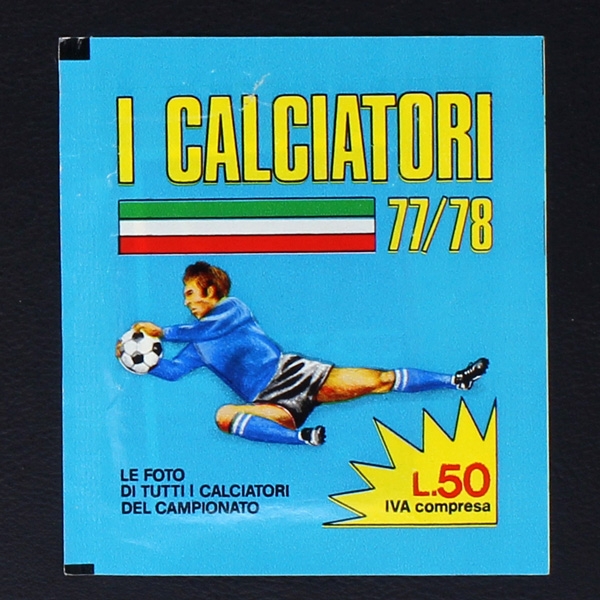 I CALCIATORI
77/78
LE FOTO
DI TUTTI I CALCIATORI
DEL CAMPIONATO
L.50
IVA compresa